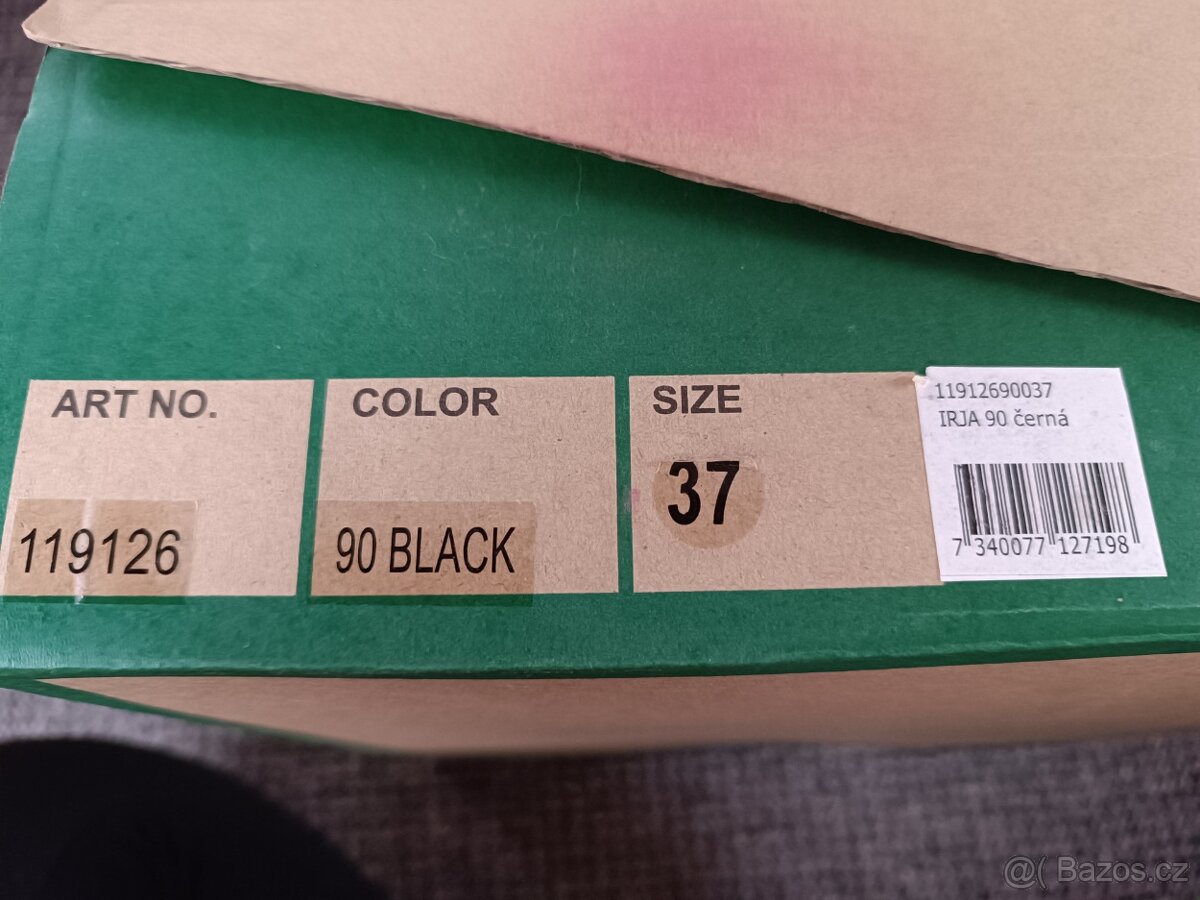 ART NO.
119126
COLOR
90 BLACK
SIZE
37
11912690037
IRJA 90 černá
7 340077 127198
@( Bazos.cz